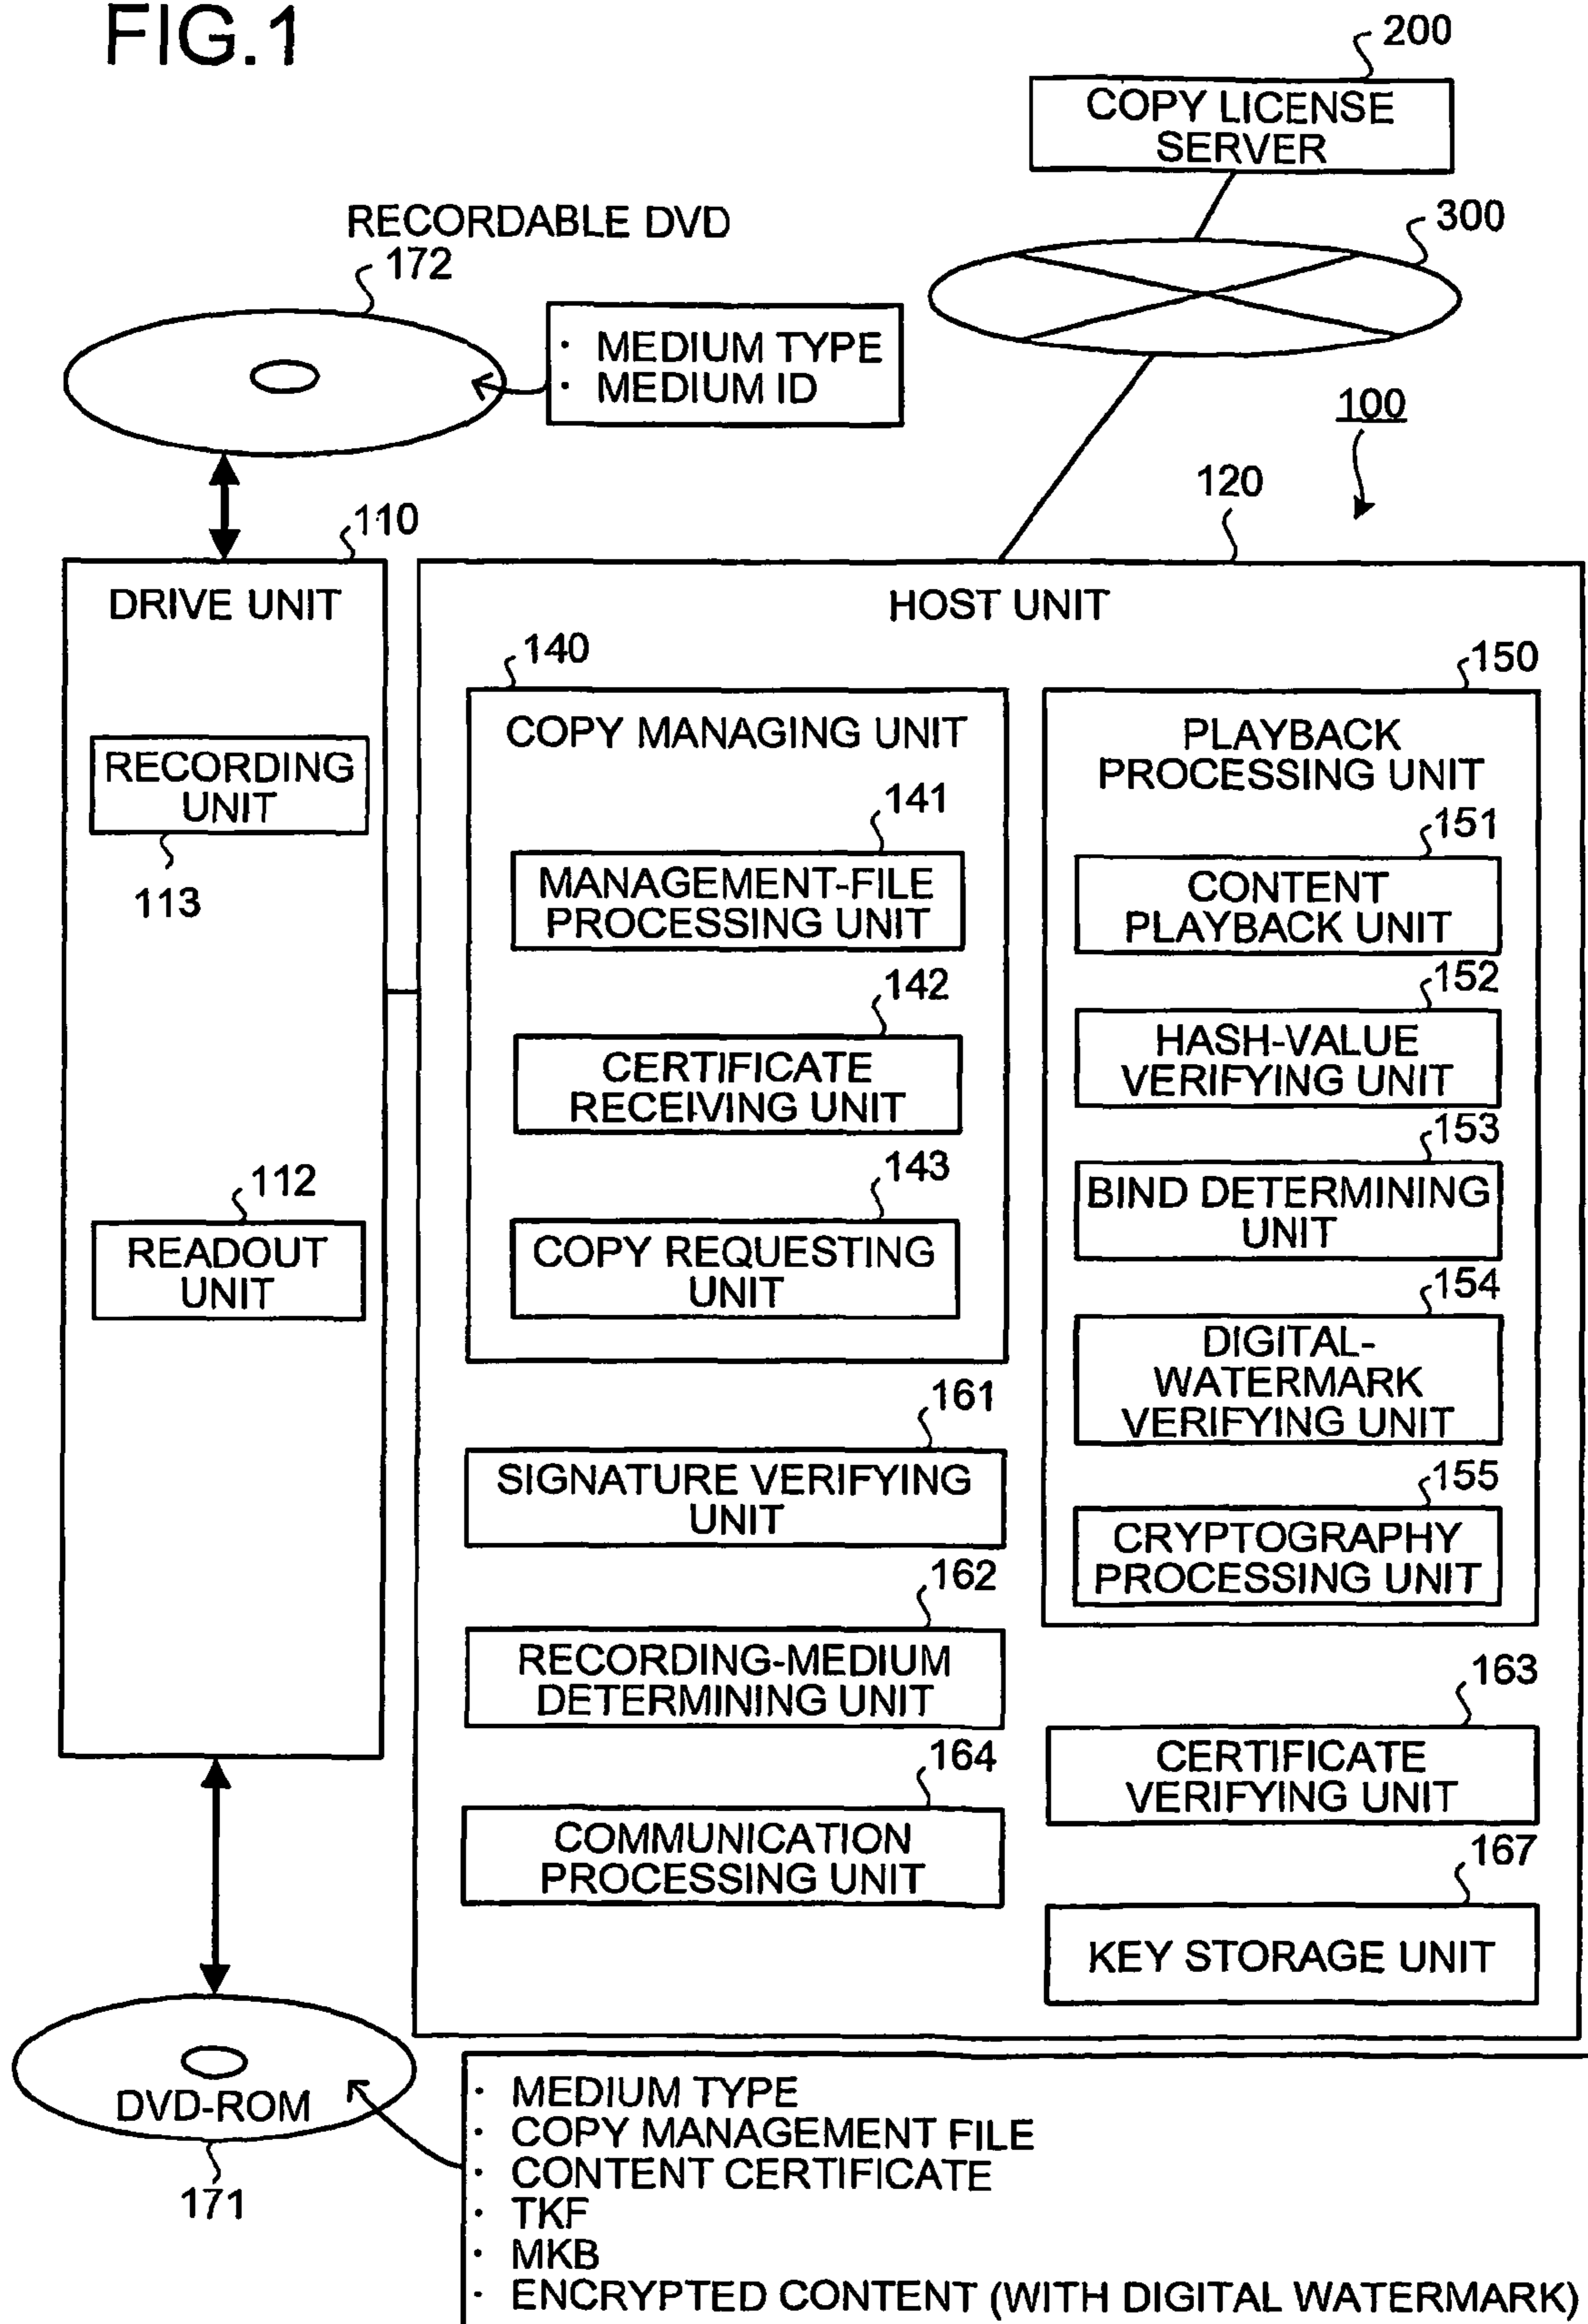 FIG.1
200
COPY LICENSE
SERVER
300
RECORDABLE DVD
172
· MEDIUM TYPE
· MEDIUM ID
100
120
110
DRIVE UNIT
RECORDING
UNIT
113
112
READOUT
UNIT
HOST UNIT
140
COPY MANAGING UNIT
141
MANAGEMENT-FILE
PROCESSING UNIT
142
CERTIFICATE
RECEIVING UNIT
143
COPY REQUESTING
UNIT
150
PLAYBACK
PROCESSING UNIT
151
CONTENT
PLAYBACK UNIT
152
HASH-VALUE
VERIFYING UNIT
153
BIND DETERMINING
UNIT
154
DIGITAL-
WATERMARK
VERIFYING UNIT
155
CRYPTOGRAPHY
PROCESSING UNIT
161
SIGNATURE VERIFYING
UNIT
162
RECORDING-MEDIUM
DETERMINING UNIT
163
CERTIFICATE
VERIFYING UNIT
164
COMMUNICATION
PROCESSING UNIT
167
KEY STORAGE UNIT
DVD-ROM
171
· MEDIUM TYPE
· COPY MANAGEMENT FILE
· CONTENT CERTIFICATE
· TKF
· MKB
· ENCRYPTED CONTENT (WITH DIGITAL WATERMARK)